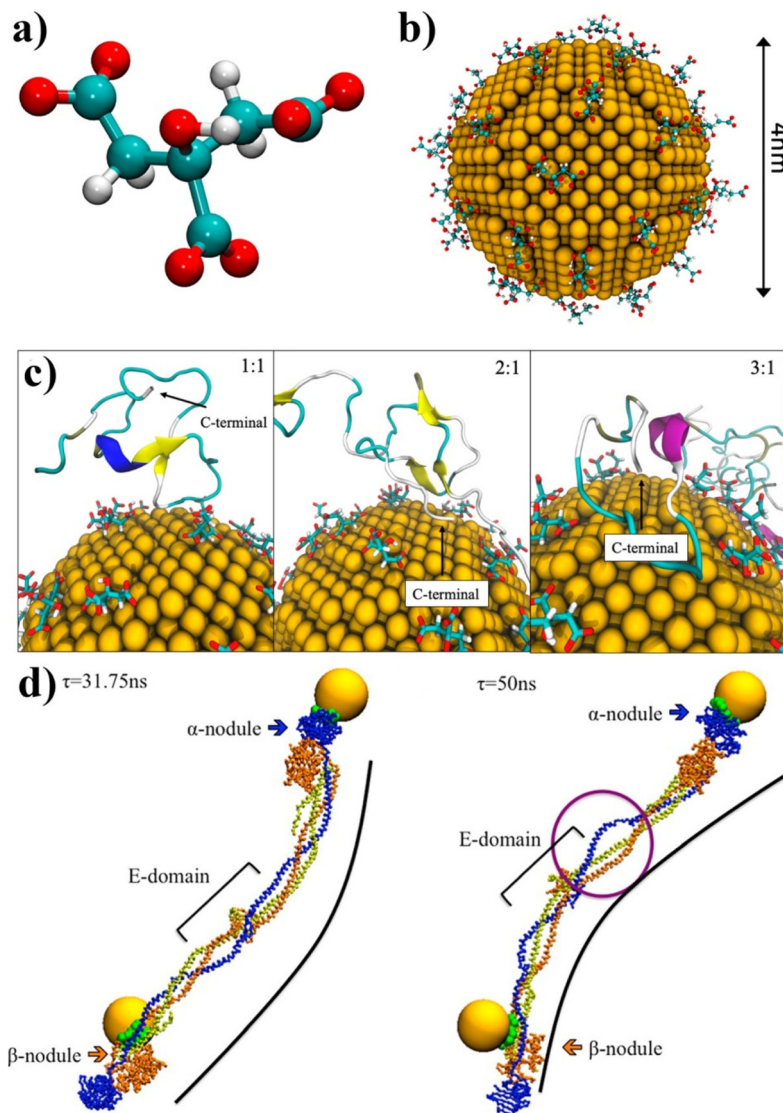 a)
b)
4nm
c)
1:1
C-terminal
2:1
C-terminal
3:1
C-terminal
d)
τ=31.75ns
α-nodule
E-domain
β-nodule
τ=50ns
α-nodule
E-domain
β-nodule